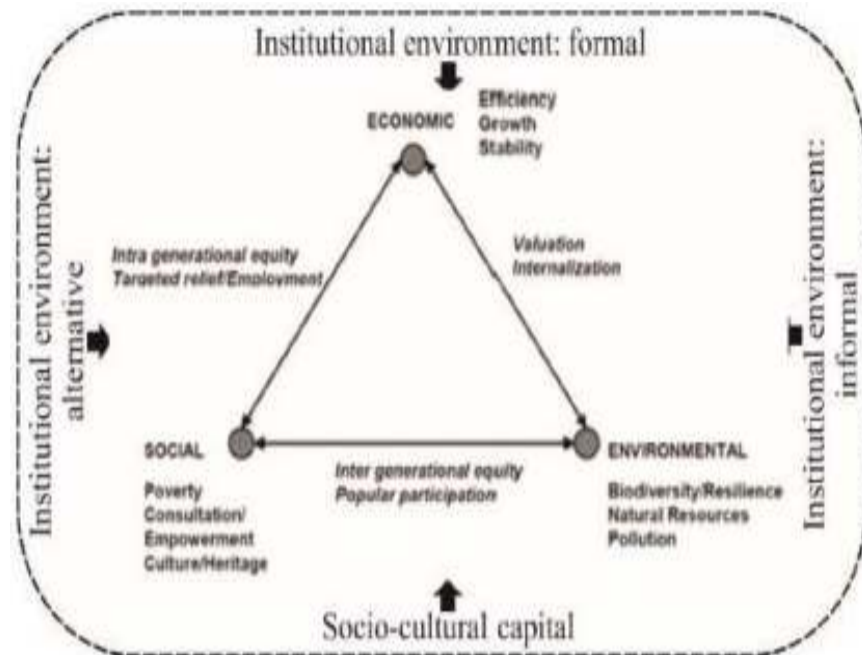 Institutional environment: formal
ECONOMIC
Efficiency
Growth
Stability
Institutional environment:
alternative
Intra generational equity
Targeted relief/Employment
Valuation
Internalization
Institutional environment:
informal
SOCIAL
Poverty
Consultation/
Empowerment
Culture/Heritage
Inter generational equity
Popular participation
ENVIRONMENTAL
Biodiversity/Resilience
Natural Resources
Pollution
Socio-cultural capital